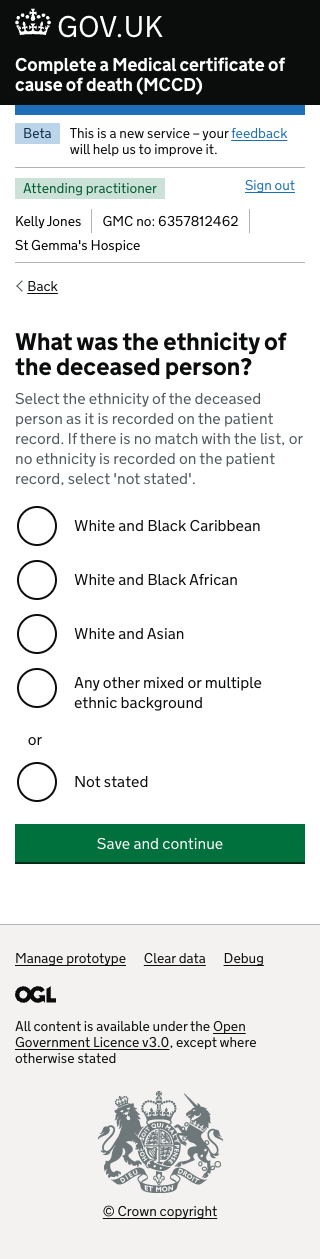 GOV.UK
Complete a Medical certificate of
cause of death (MCCD)
Beta
This is a new service – your feedback
will help us to improve it.
Attending practitioner
Sign out
Kelly Jones
GMC no: 6357812462
St Gemma's Hospice
Back
What was the ethnicity of
the deceased person?
Select the ethnicity of the deceased
person as it is recorded on the patient
record. If there is no match with the list, or
no ethnicity is recorded on the patient
record, select 'not stated'.
White and Black Caribbean
White and Black African
White and Asian
Any other mixed or multiple
ethnic background
or
Not stated
Save and continue
Manage prototype Clear data Debug
OGL
All content is available under the Open
Government Licence v3.0, except where
otherwise stated
DIEU ET MON DROIT
© Crown copyright